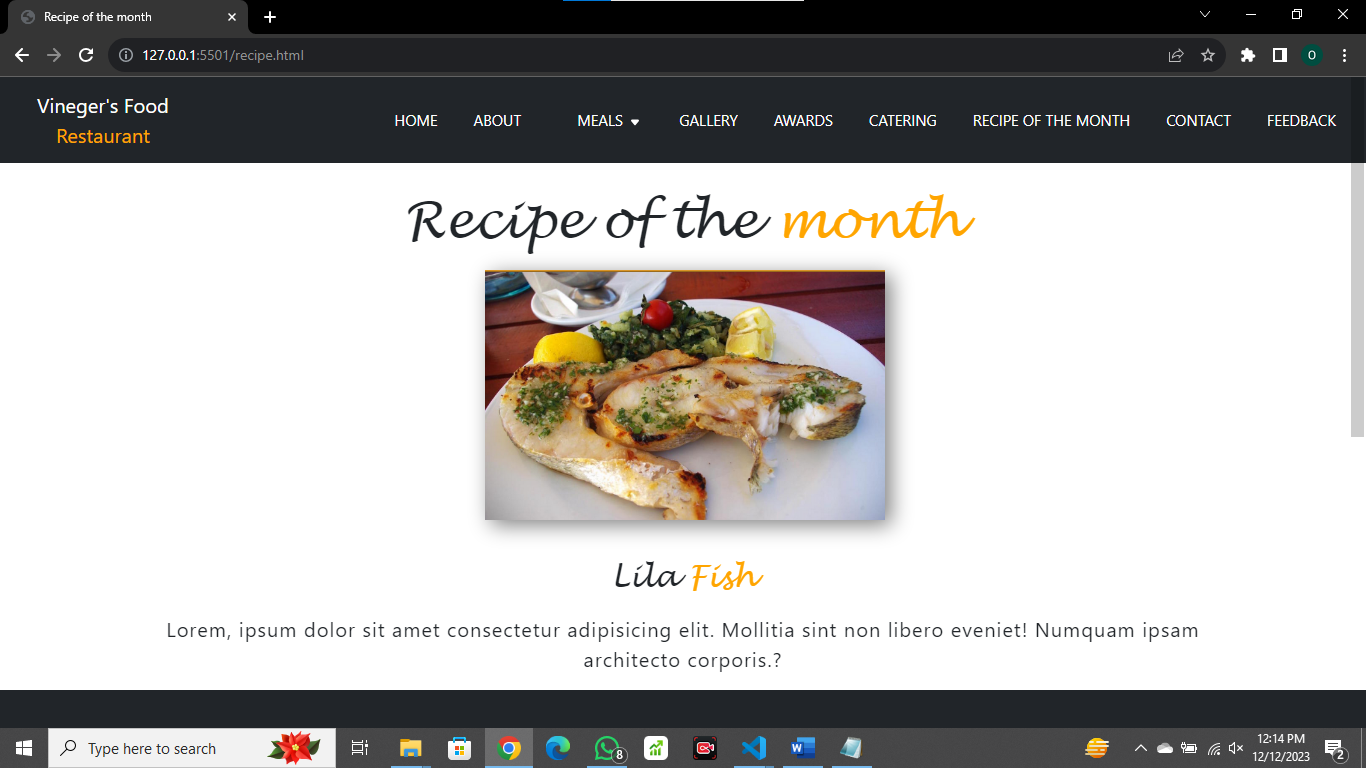 Recipe of the month
127.0.0.1:5501/recipe.html
O
Vineger's Food
Restaurant
HOME ABOUT MEALS GALLERY AWARDS CATERING RECIPE OF THE MONTH CONTACT FEEDBACK
Recipe of the month
Lila Fish
Lorem, ipsum dolor sit amet consectetur adipisicing elit. Mollitia sint non libero eveniet! Numquam ipsam
architecto corporis.?
Type here to search
8
W
12:14 PM
12/12/2023
2